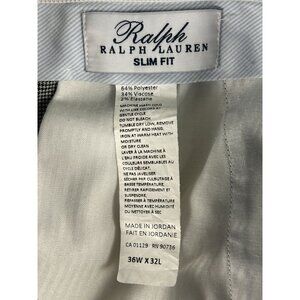 Ralph
RALPH LAUREN
SLIM FIT
64% Polyester
34% Viscose
2% Elastane
MACHINE WASH COLD
WITH LIKE COLORS AT
GENTLE CYCLE
DO NOT BLEACH.
TUMBLE DRY LOW, REMOVE
PROMPTLY AND HANG.
IRON AT WARM HEAT WITH
MOISTURE
OR DRY CLEAN
LAVER À LA MACHINE À
L'EAU FROIDE AVEC LES
COULEURS SEMBLABLES AU
CYCLE DÉLICAT.
SÉCHER PAR CULBUTAGE À
BASSE TEMPÉRATURE,
RETIRER RAPIDEMENT ET
SUSPENDRE.
REPASSER À TEMPÉRATURE
MOYENNE AVEC HUMIDITÉ
OU NETTOYER À SEC
MADE IN JORDAN
FAIT EN JORDANIE
CA 01129 RN 90736
36W X 32L